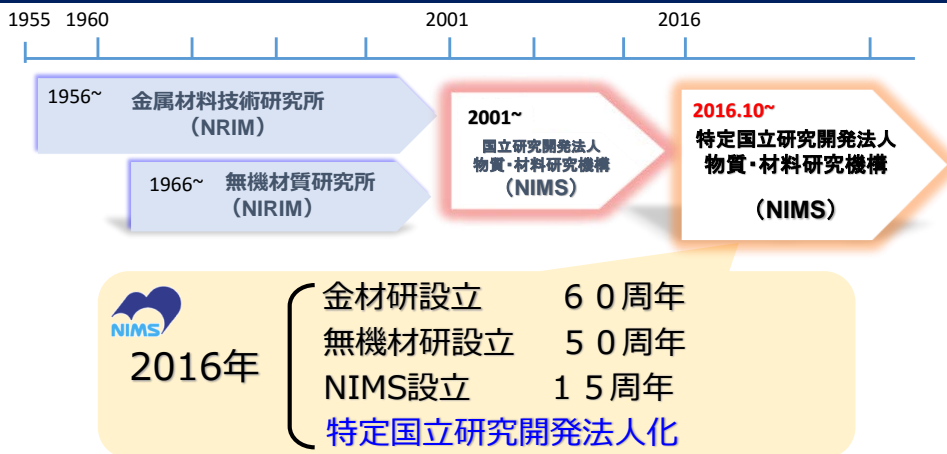 1955 1960 2001 2016
1956~ 金属材料技術研究所
（NRIM）
1966~ 無機材質研究所
（NIRIM）
2001~
国立研究開発法人
物質・材料研究機構
（NIMS）
2016.10~
特定国立研究開発法人
物質・材料研究機構
（NIMS）
NIMS
2016年
金材研設立 ６０周年
無機材研設立 ５０周年
NIMS設立 １５周年
特定国立研究開発法人化